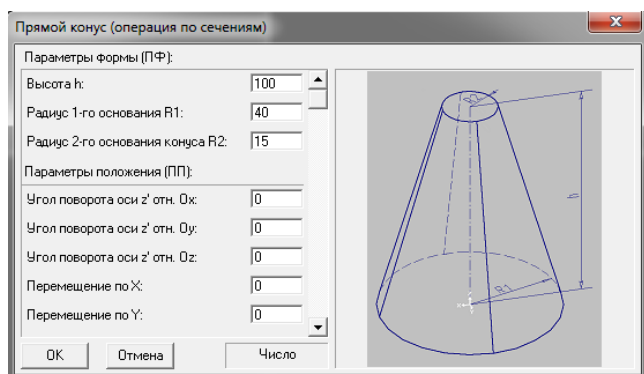 Прямой конус (операция по сечениям)
Параметры формы (ПФ):
Высота h: 100
Радиус 1-го основания R1: 40
Радиус 2-го основания конуса R2: 15
Параметры положения (ПП):
Угол поворота оси z' отн. Ox: 0
Угол поворота оси z' отн. Oy: 0
Угол поворота оси z' отн. Oz: 0
Перемещение по X: 0
Перемещение по Y: 0
OK Отмена Число
R2
h
R1